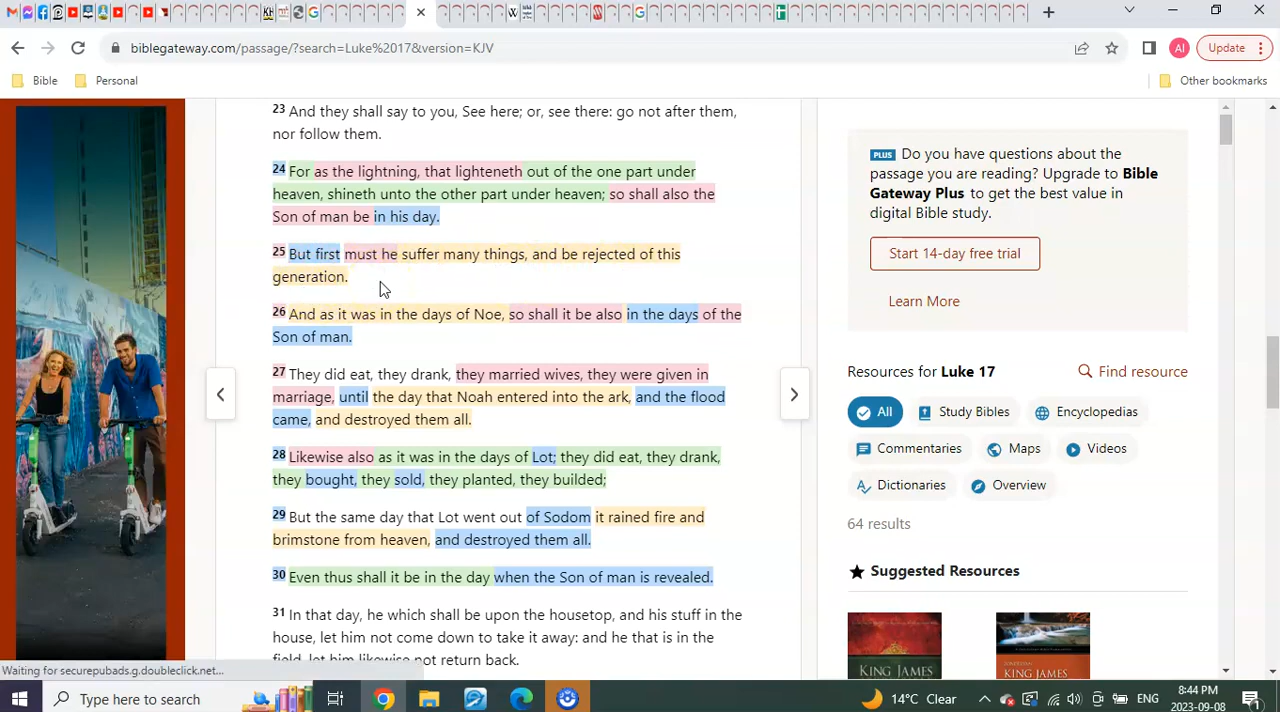 biblegateway.com/passage/?search=Luke%2017&version=KJV
AI
Update
Bible
Personal
Other bookmarks
23 And they shall say to you, See here; or, see there: go not after them,
nor follow them.
24 For as the lightning, that lighteneth out of the one part under
heaven, shineth unto the other part under heaven; so shall also the
Son of man be in his day.
25 But first must he suffer many things, and be rejected of this
generation.
26 And as it was in the days of Noe, so shall it be also in the days of the
Son of man.
27 They did eat, they drank, they married wives, they were given in
marriage, until the day that Noah entered into the ark, and the flood
came, and destroyed them all.
28 Likewise also as it was in the days of Lot; they did eat, they drank,
they bought, they sold, they planted, they builded;
29 But the same day that Lot went out of Sodom it rained fire and
brimstone from heaven, and destroyed them all.
30 Even thus shall it be in the day when the Son of man is revealed.
31 In that day, he which shall be upon the housetop, and his stuff in the
house, let him not come down to take it away: and he that is in the
field, let him likewise not return back.
PLUS Do you have questions about the
passage you are reading? Upgrade to Bible
Gateway Plus to get the best value in
digital Bible study.
Start 14-day free trial
Learn More
Resources for Luke 17
Find resource
All
Study Bibles
Encyclopedias
Commentaries
Maps
Videos
Dictionaries
Overview
64 results
Suggested Resources
KING JAMES
KING JAMES
Waiting for securepubads.g.doubleclick.net...
Type here to search
14°C Clear
ENG
8:44 PM
2023-09-08